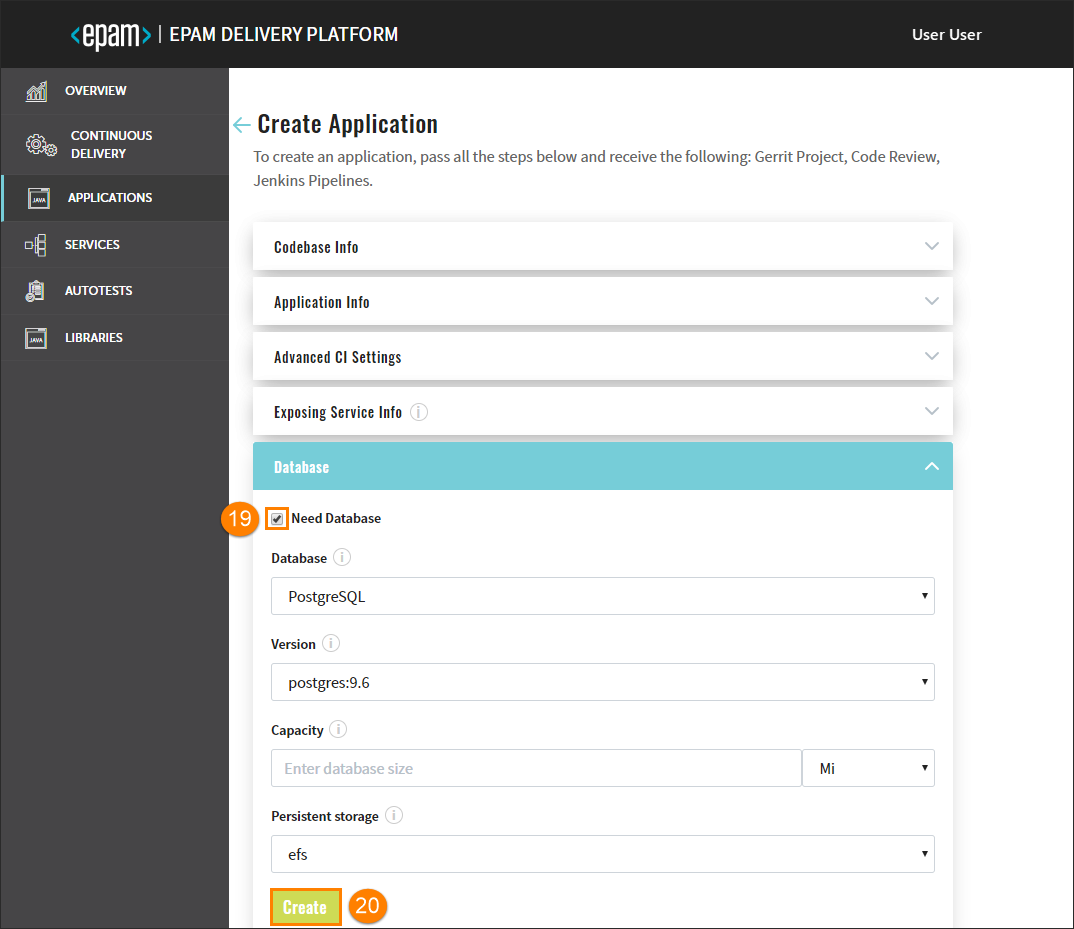 <epam> | EPAM DELIVERY PLATFORM
User User
OVERVIEW
CONTINUOUS
DELIVERY
JAVA
APPLICATIONS
SERVICES
AUTOTESTS
JAVA
LIBRARIES
← Create Application
To create an application, pass all the steps below and receive the following: Gerrit Project, Code Review,
Jenkins Pipelines.
Codebase Info
Application Info
Advanced CI Settings
Exposing Service Info i
Database
19
Need Database
Database i
PostgreSQL
Version i
postgres:9.6
Capacity i
Enter database size
Mi
Persistent storage i
efs
Create
20